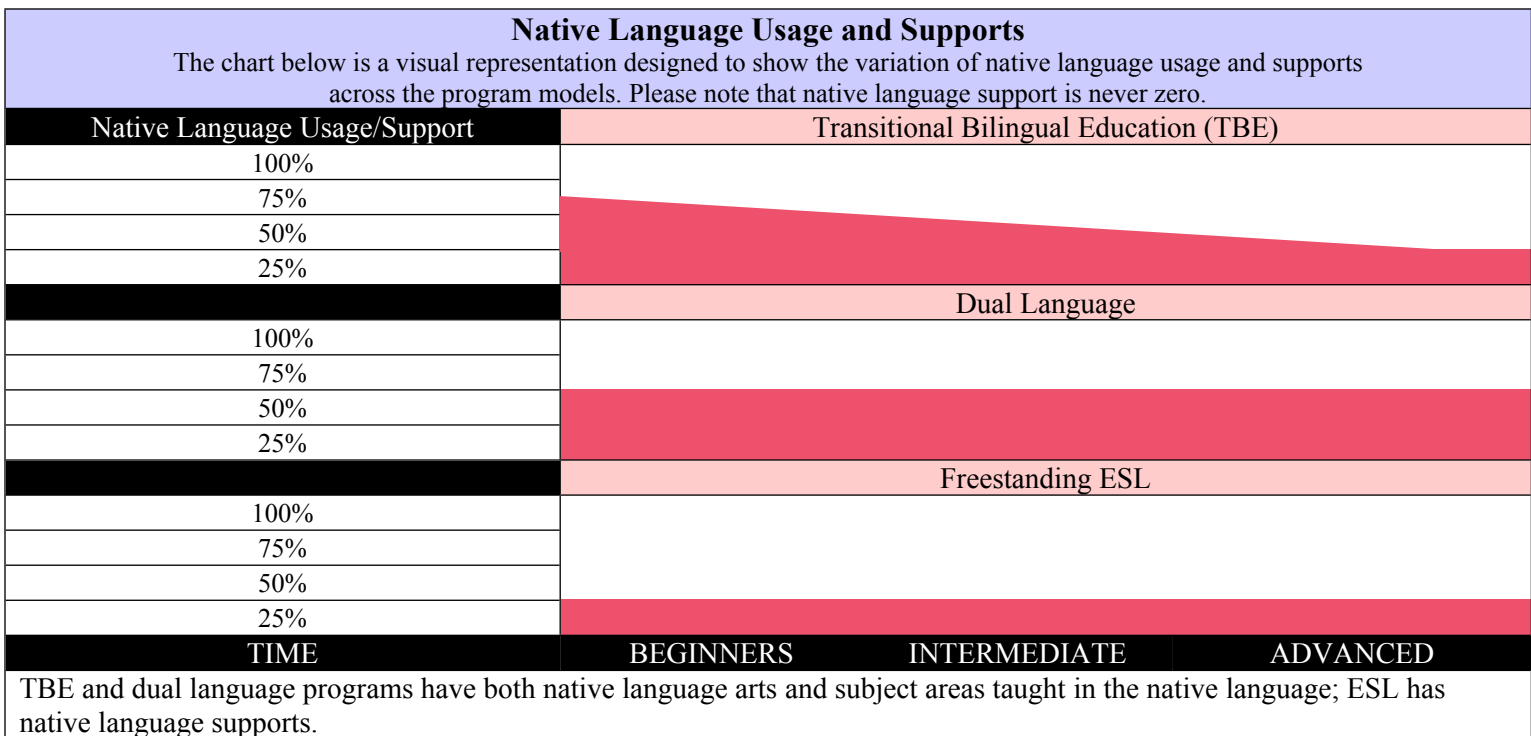 Native Language Usage and Supports
The chart below is a visual representation designed to show the variation of native language usage and supports
across the program models. Please note that native language support is never zero.
Native Language Usage/Support Transitional Bilingual Education (TBE)
100%
75%
50%
25%
Dual Language
100%
75%
50%
25%
Freestanding ESL
100%
75%
50%
25%
TIME BEGINNERS INTERMEDIATE ADVANCED
TBE and dual language programs have both native language arts and subject areas taught in the native language; ESL has
native language supports.